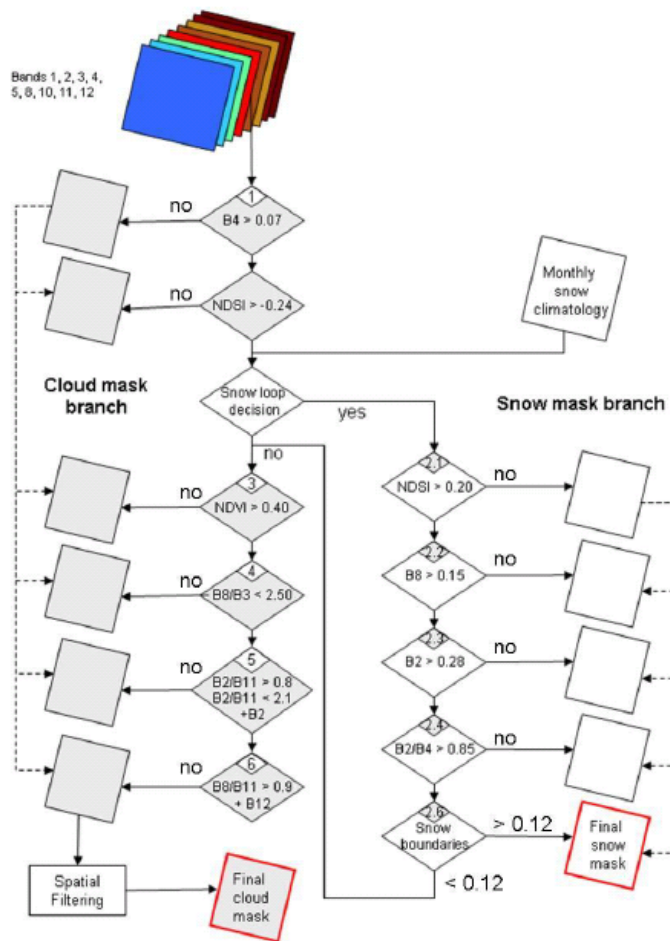 Bands 1, 2, 3, 4,
5, 8, 10, 11, 12
1
B4 > 0.07
no
NDSI > -0.24
no
Monthly
snow
climatology
Cloud mask
branch
Snow loop
decision
yes
no
Snow mask branch
3
NDVI > 0.40
no
4
B8/B3 < 2.50
no
5
B2/B11 > 0.8
B2/B11 < 2.1
+B2
no
6
B8/B11 > 0.9
+ B12
no
Spatial
Filtering
Final
cloud
mask
2.1
NDSI > 0.20
no
2.2
B8 > 0.15
no
2.3
B2 > 0.28
no
2.4
B2/B4 > 0.85
no
2.6
Snow
boundaries
> 0.12
< 0.12
Final
snow
mask